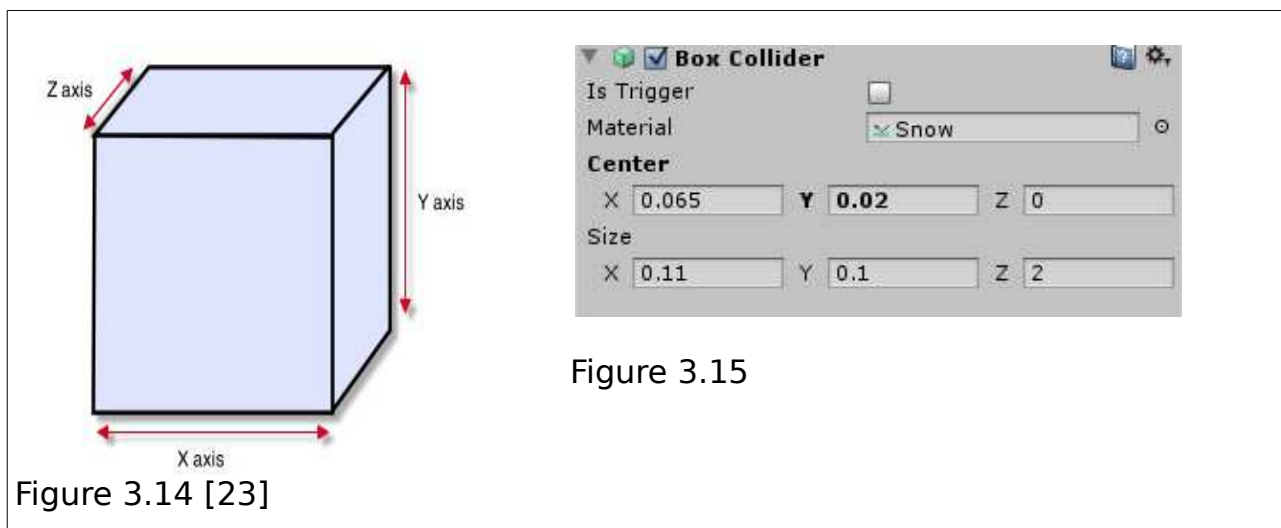 Z axis
Y axis
X axis
Figure 3.14 [23]
Box Collider
Is Trigger
Material Snow
Center
X 0.065 Y 0.02 Z 0
Size
X 0.11 Y 0.1 Z 2
Figure 3.15